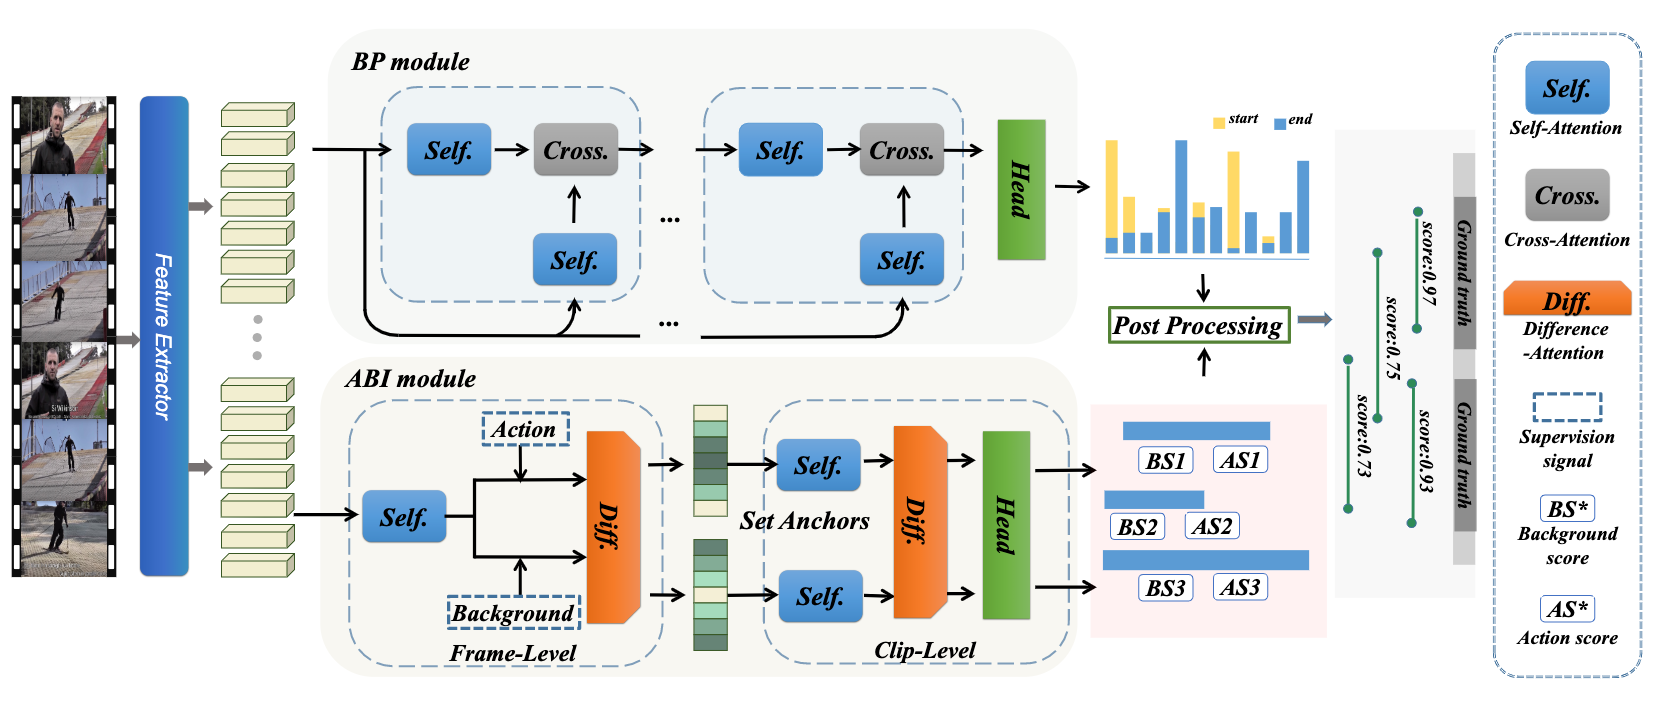 BP module
Self.
Cross.
Self.
...
Self.
Cross.
Self.
...
Head
Feature Extractor
start
end
Post Processing
score:0.97
score:0.75
score:0.73
score:0.93
Ground truth
Ground truth
ABI module
Action
Self.
Background
Diff.
Frame-Level
Set Anchors
Self.
Self.
Diff.
Head
Clip-Level
BS1
AS1
BS2
AS2
BS3
AS3
Self.
Self-Attention
Cross.
Cross-Attention
Diff.
Difference
-Attention
Supervision
signal
BS*
Background
score
AS*
Action score